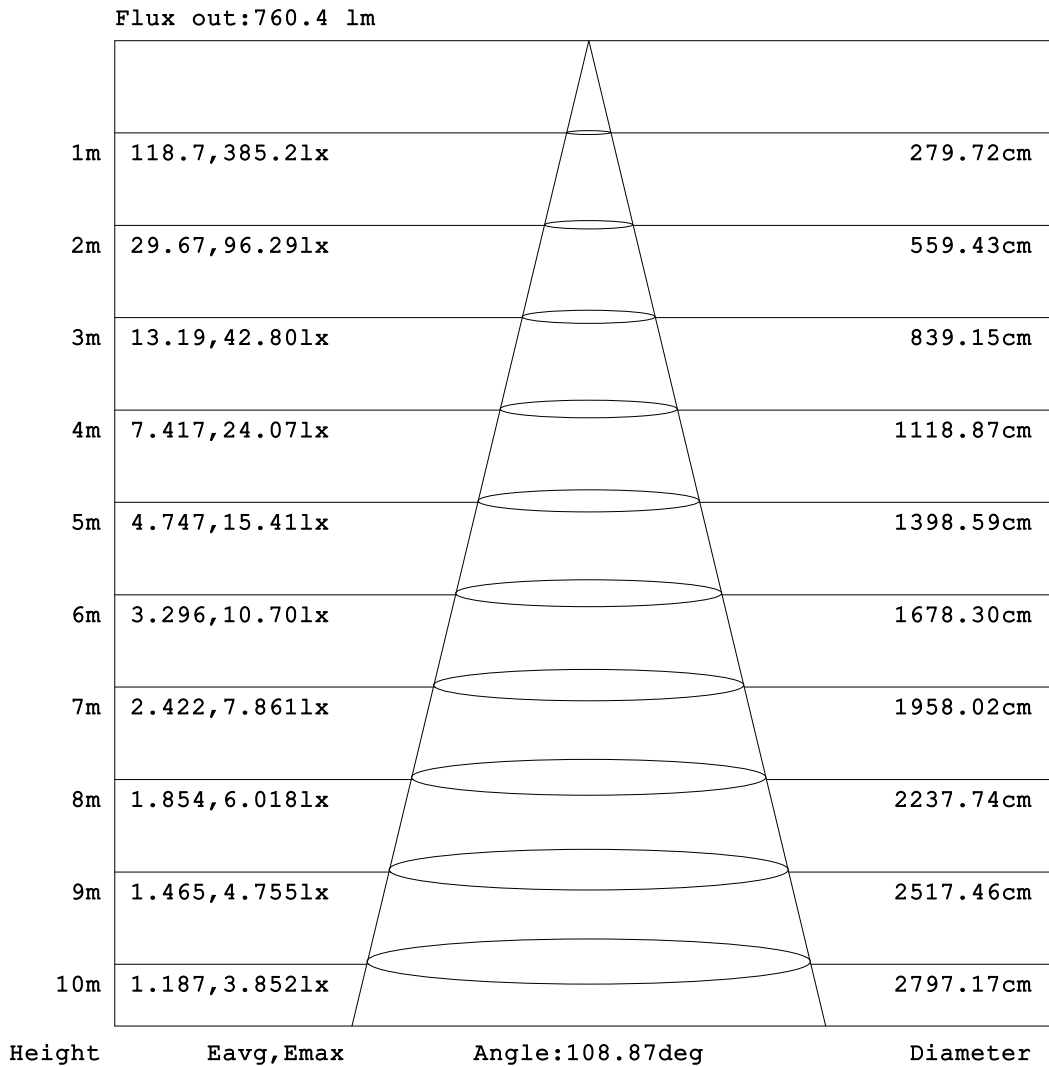 Flux out:760.4 lm
1m 118.7,385.2lx 279.72cm
2m 29.67,96.29lx 559.43cm
3m 13.19,42.80lx 839.15cm
4m 7.417,24.07lx 1118.87cm
5m 4.747,15.41lx 1398.59cm
6m 3.296,10.70lx 1678.30cm
7m 2.422,7.861lx 1958.02cm
8m 1.854,6.018lx 2237.74cm
9m 1.465,4.755lx 2517.46cm
10m 1.187,3.852lx 2797.17cm
Height Eavg,Emax Angle:108.87deg Diameter